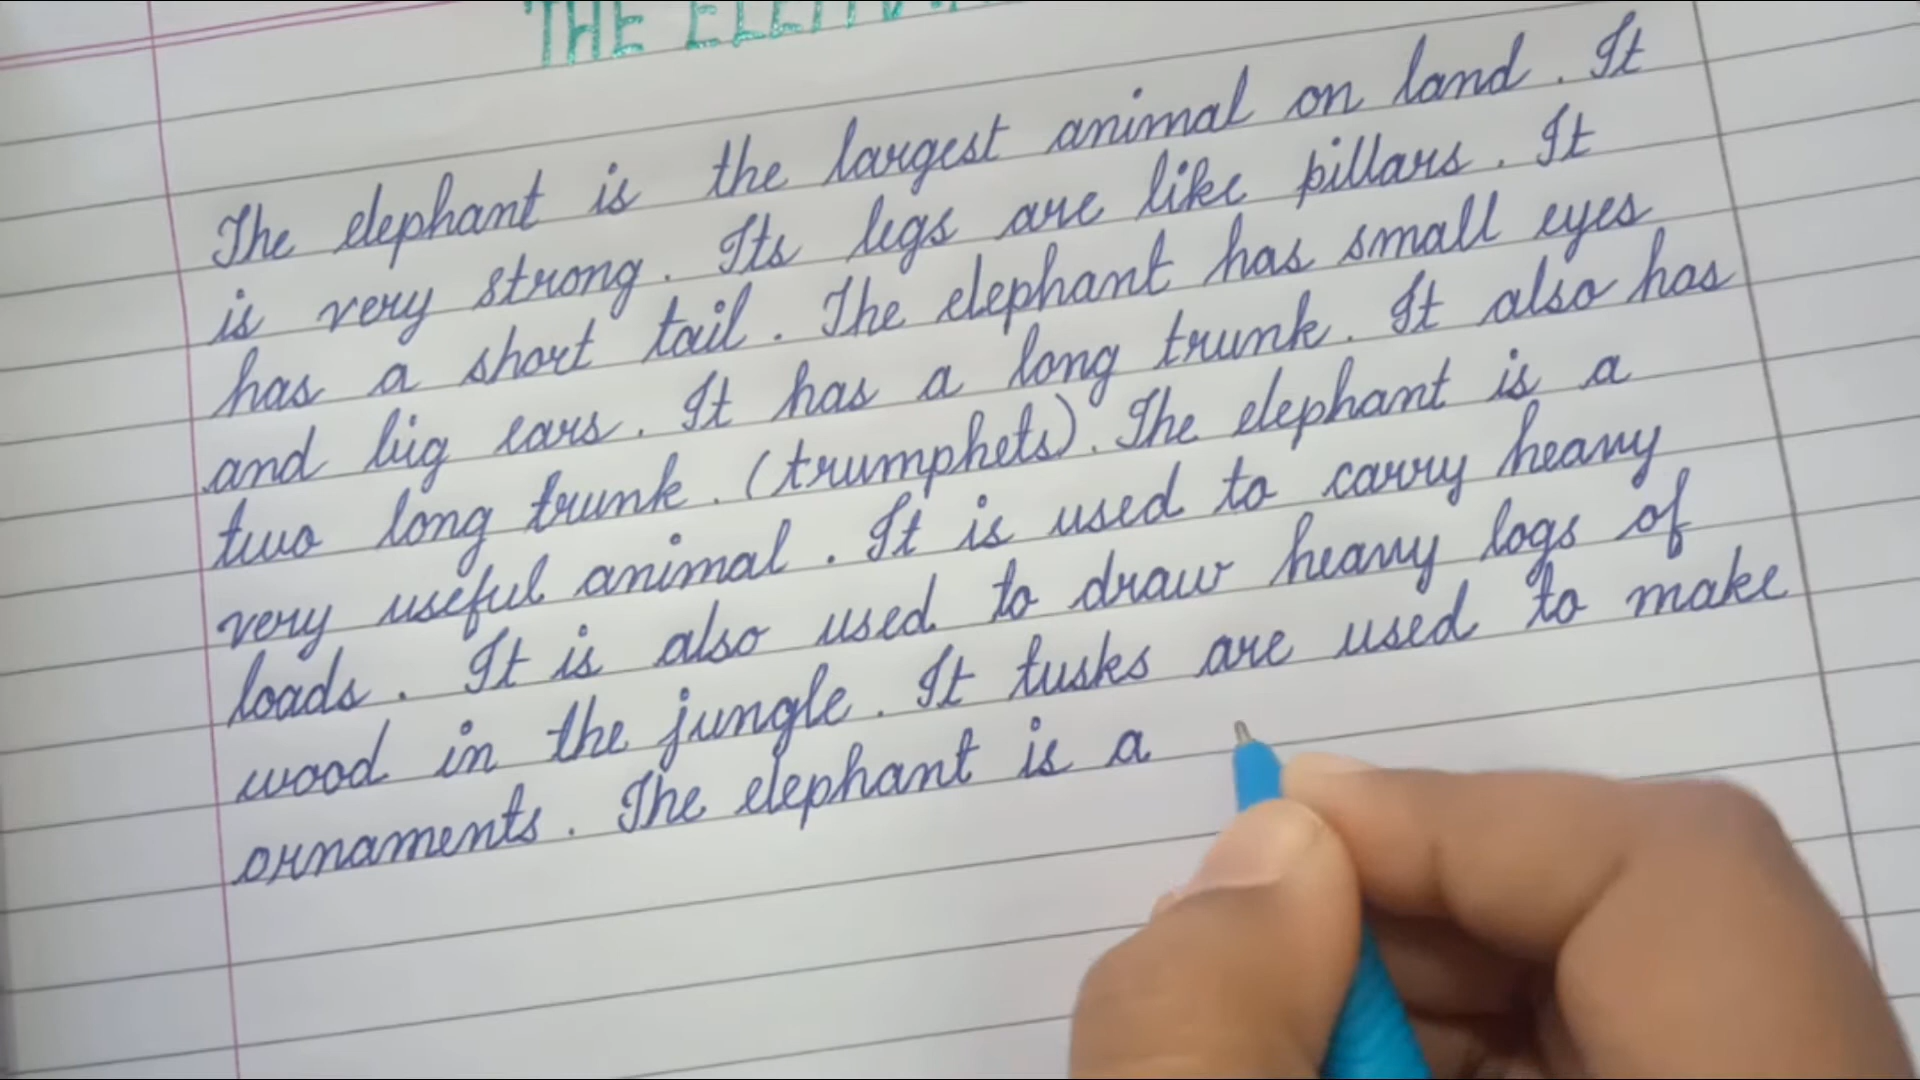 THE ELEPHANT
The elephant is the largest animal on land. It
is very strong. Its legs are like pillars. It
has a short tail. The elephant has small eyes
and big ears. It has a long trunk. It also has
two long trunk. (trumphets). The elephant is a
very useful animal. It is used to carry heavy
loads. It is also used to draw heavy logs of
wood in the jungle. It tusks are used to make
ornaments. The elephant is a